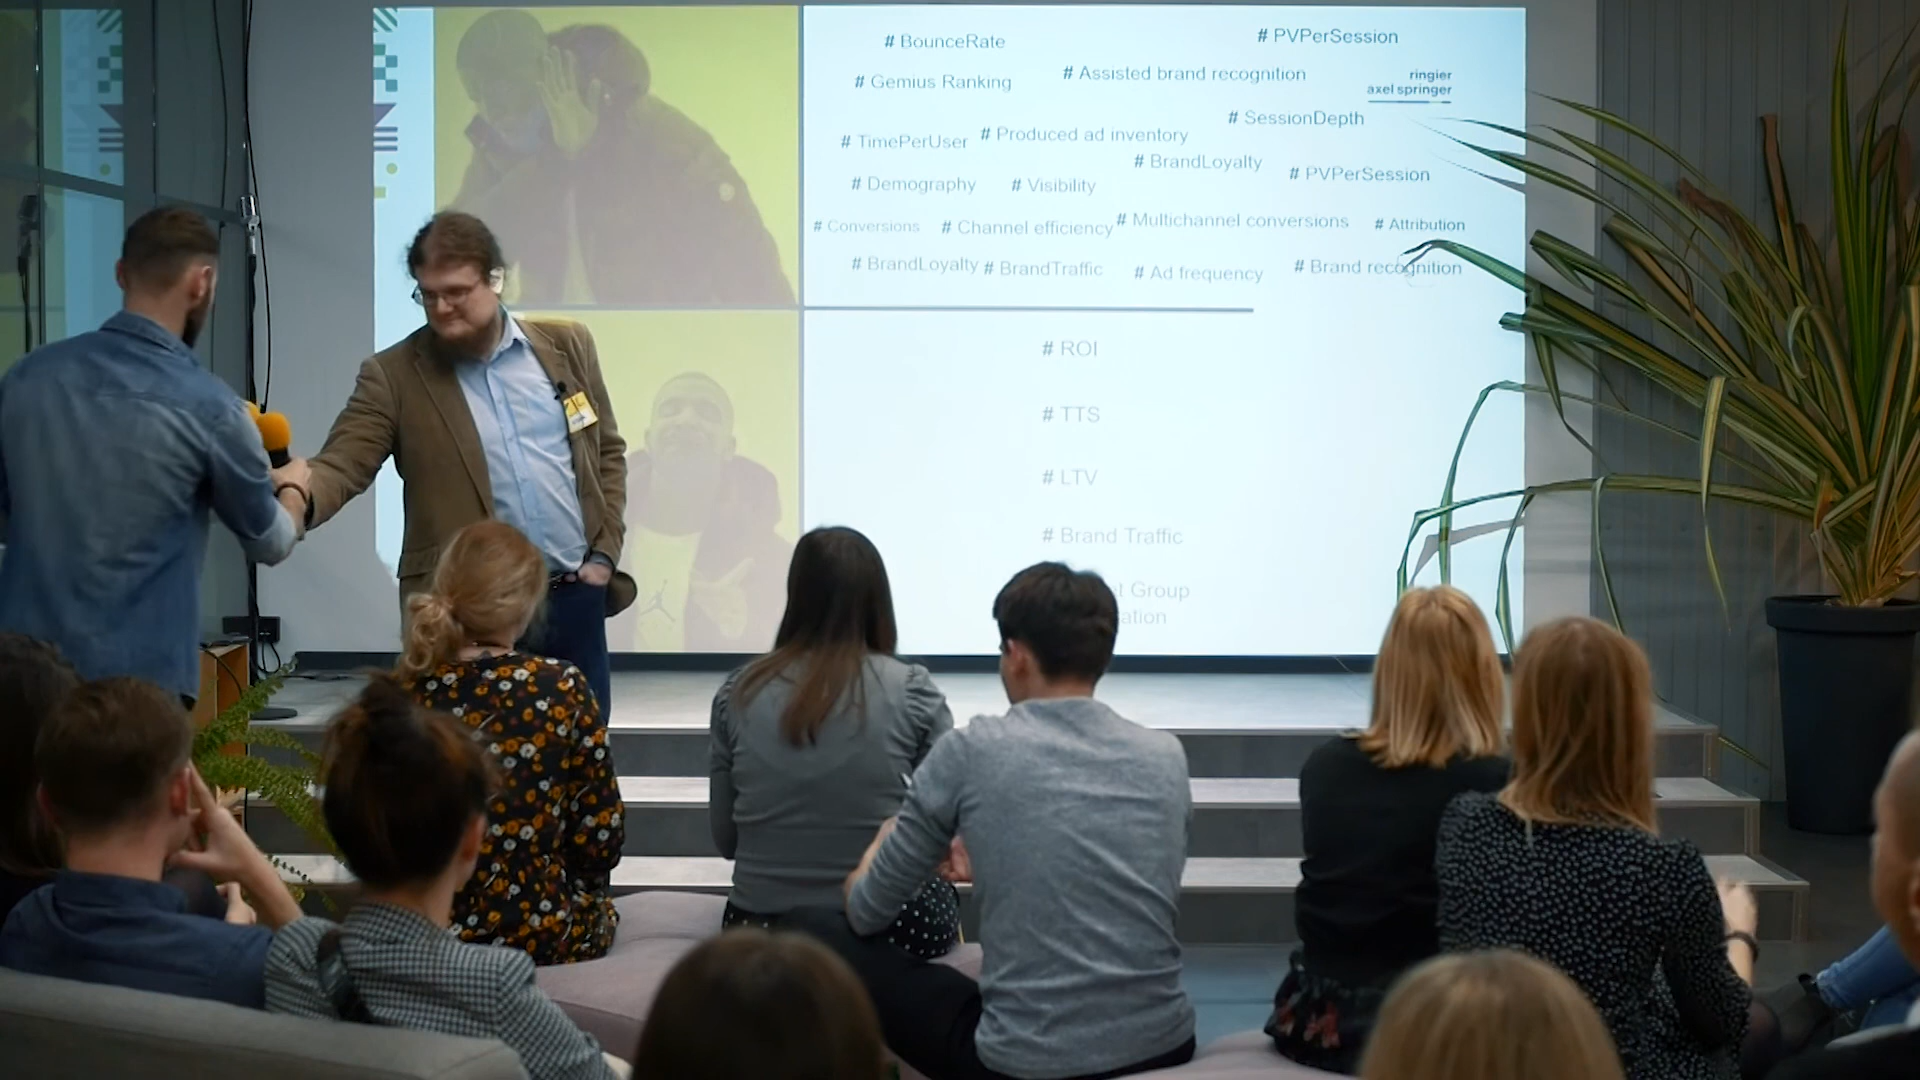 # BounceRate
# PVPerSession
# Gemius Ranking
# Assisted brand recognition
ringier
axel springer
# SessionDepth
# TimePerUser
# Produced ad inventory
# BrandLoyalty
# PVPerSession
# Demography
# Visibility
# Conversions
# Channel efficiency
# Multichannel conversions
# Attribution
# BrandLoyalty
# BrandTraffic
# Ad frequency
# Brand recognition
# ROI
# TTS
# LTV
# Brand Traffic
Group